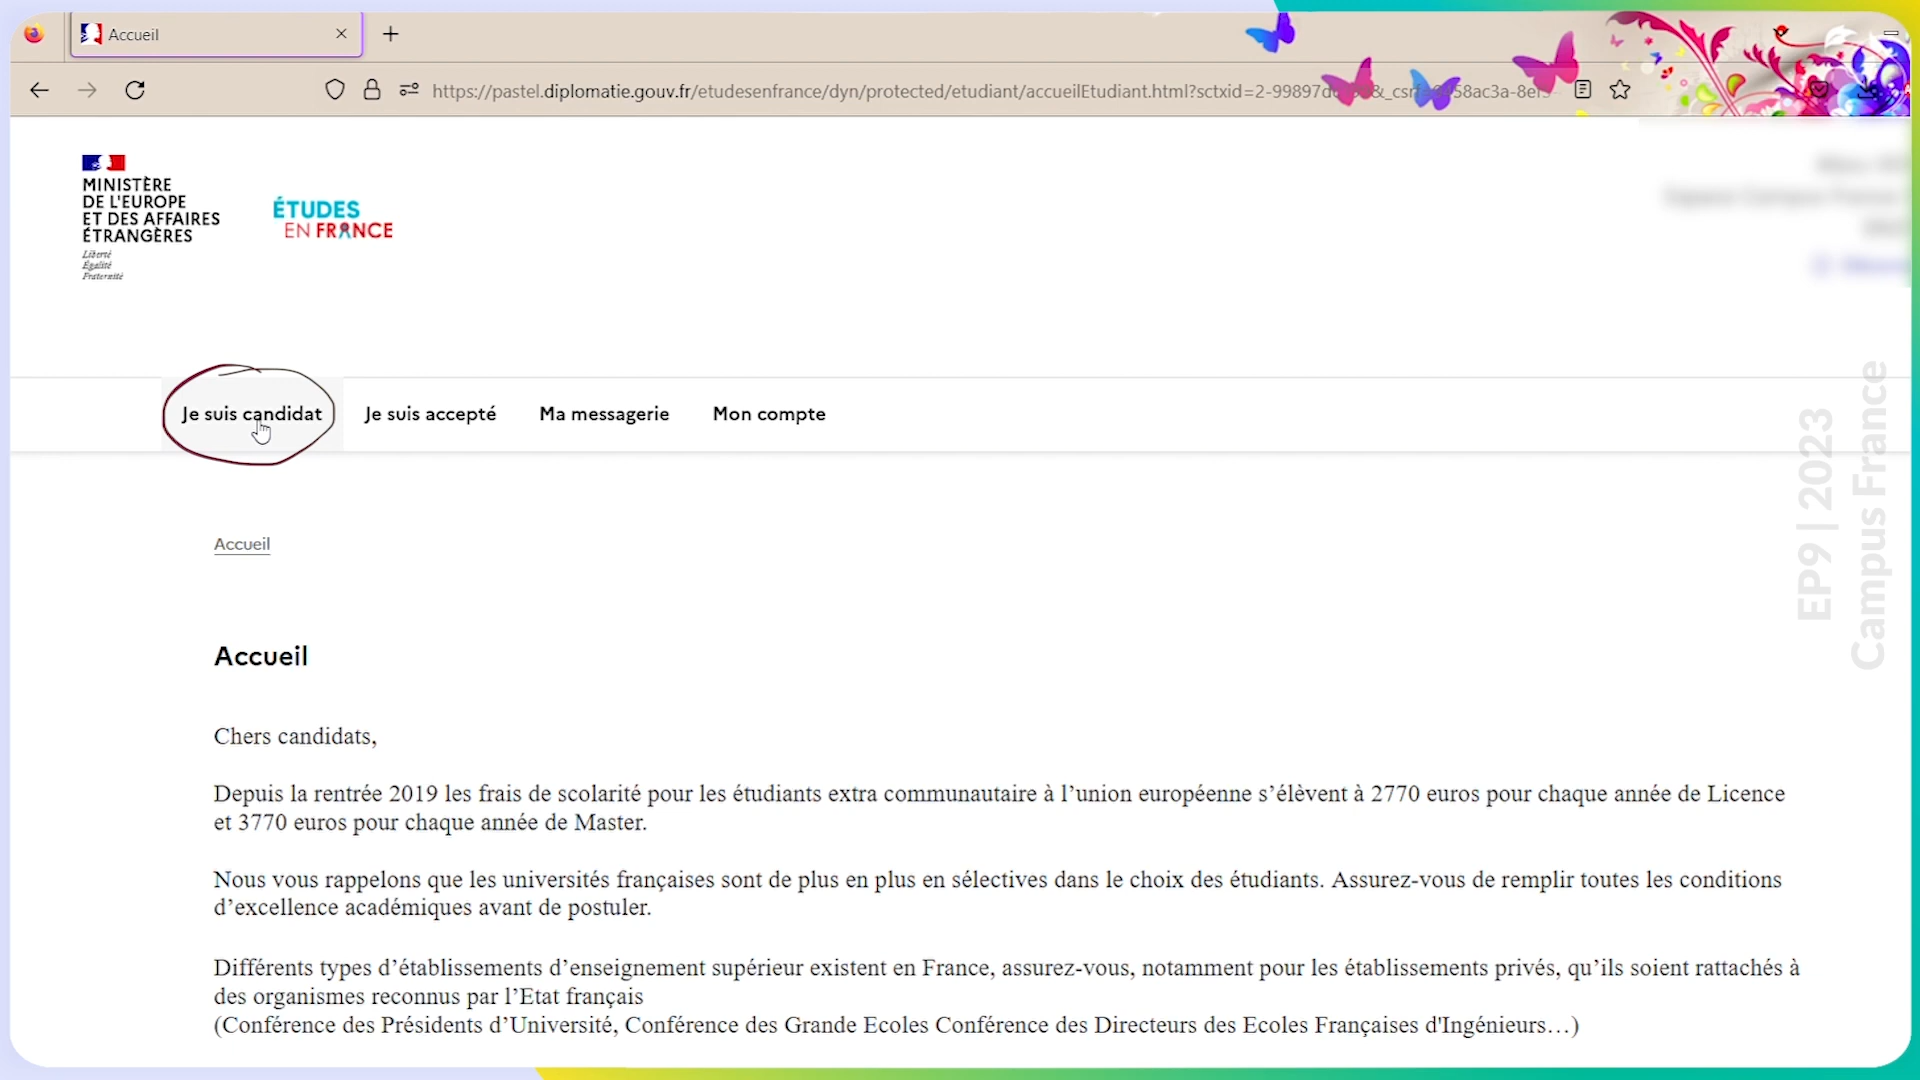 Accueil
https://pastel.diplomatie.gouv.fr/etudesenfrance/dyn/protected/etudiant/accueilEtudiant.html?sctxid=2-99897d
MINISTÈRE
DE L'EUROPE
ET DES AFFAIRES
ÉTRANGÈRES
Liberté
Égalité
Fraternité
ÉTUDES
EN FRANCE
Je suis candidat
Je suis accepté
Ma messagerie
Mon compte
EP9 | 2023
Campus France
Accueil
Accueil
Chers candidats,
Depuis la rentrée 2019 les frais de scolarité pour les étudiants extra communautaire à l’union européenne s’élèvent à 2770 euros pour chaque année de Licence
et 3770 euros pour chaque année de Master.
Nous vous rappelons que les universités françaises sont de plus en plus en sélectives dans le choix des étudiants. Assurez-vous de remplir toutes les conditions
d’excellence académiques avant de postuler.
Différents types d’établissements d’enseignement supérieur existent en France, assurez-vous, notamment pour les établissements privés, qu’ils soient rattachés à
des organismes reconnus par l’Etat français
(Conférence des Présidents d’Université, Conférence des Grande Ecoles Conférence des Directeurs des Ecoles Françaises d'Ingénieurs…)